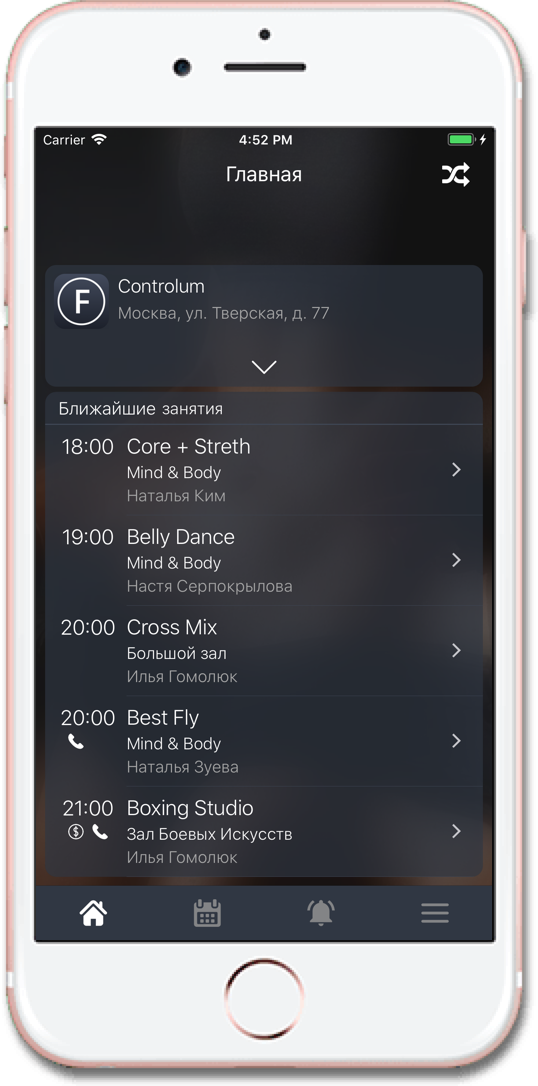 Carrier 4:52 PM
Главная
F
Controlum
Москва, ул. Тверская, д. 77
Ближайшие занятия
18:00 Core + Streth
Mind & Body
Наталья Ким
19:00 Belly Dance
Mind & Body
Настя Серпокрылова
20:00 Cross Mix
Большой зал
Илья Гомолюк
20:00 Best Fly
Mind & Body
Наталья Зуева
21:00 Boxing Studio
$ Зал Боевых Искусств
Илья Гомолюк